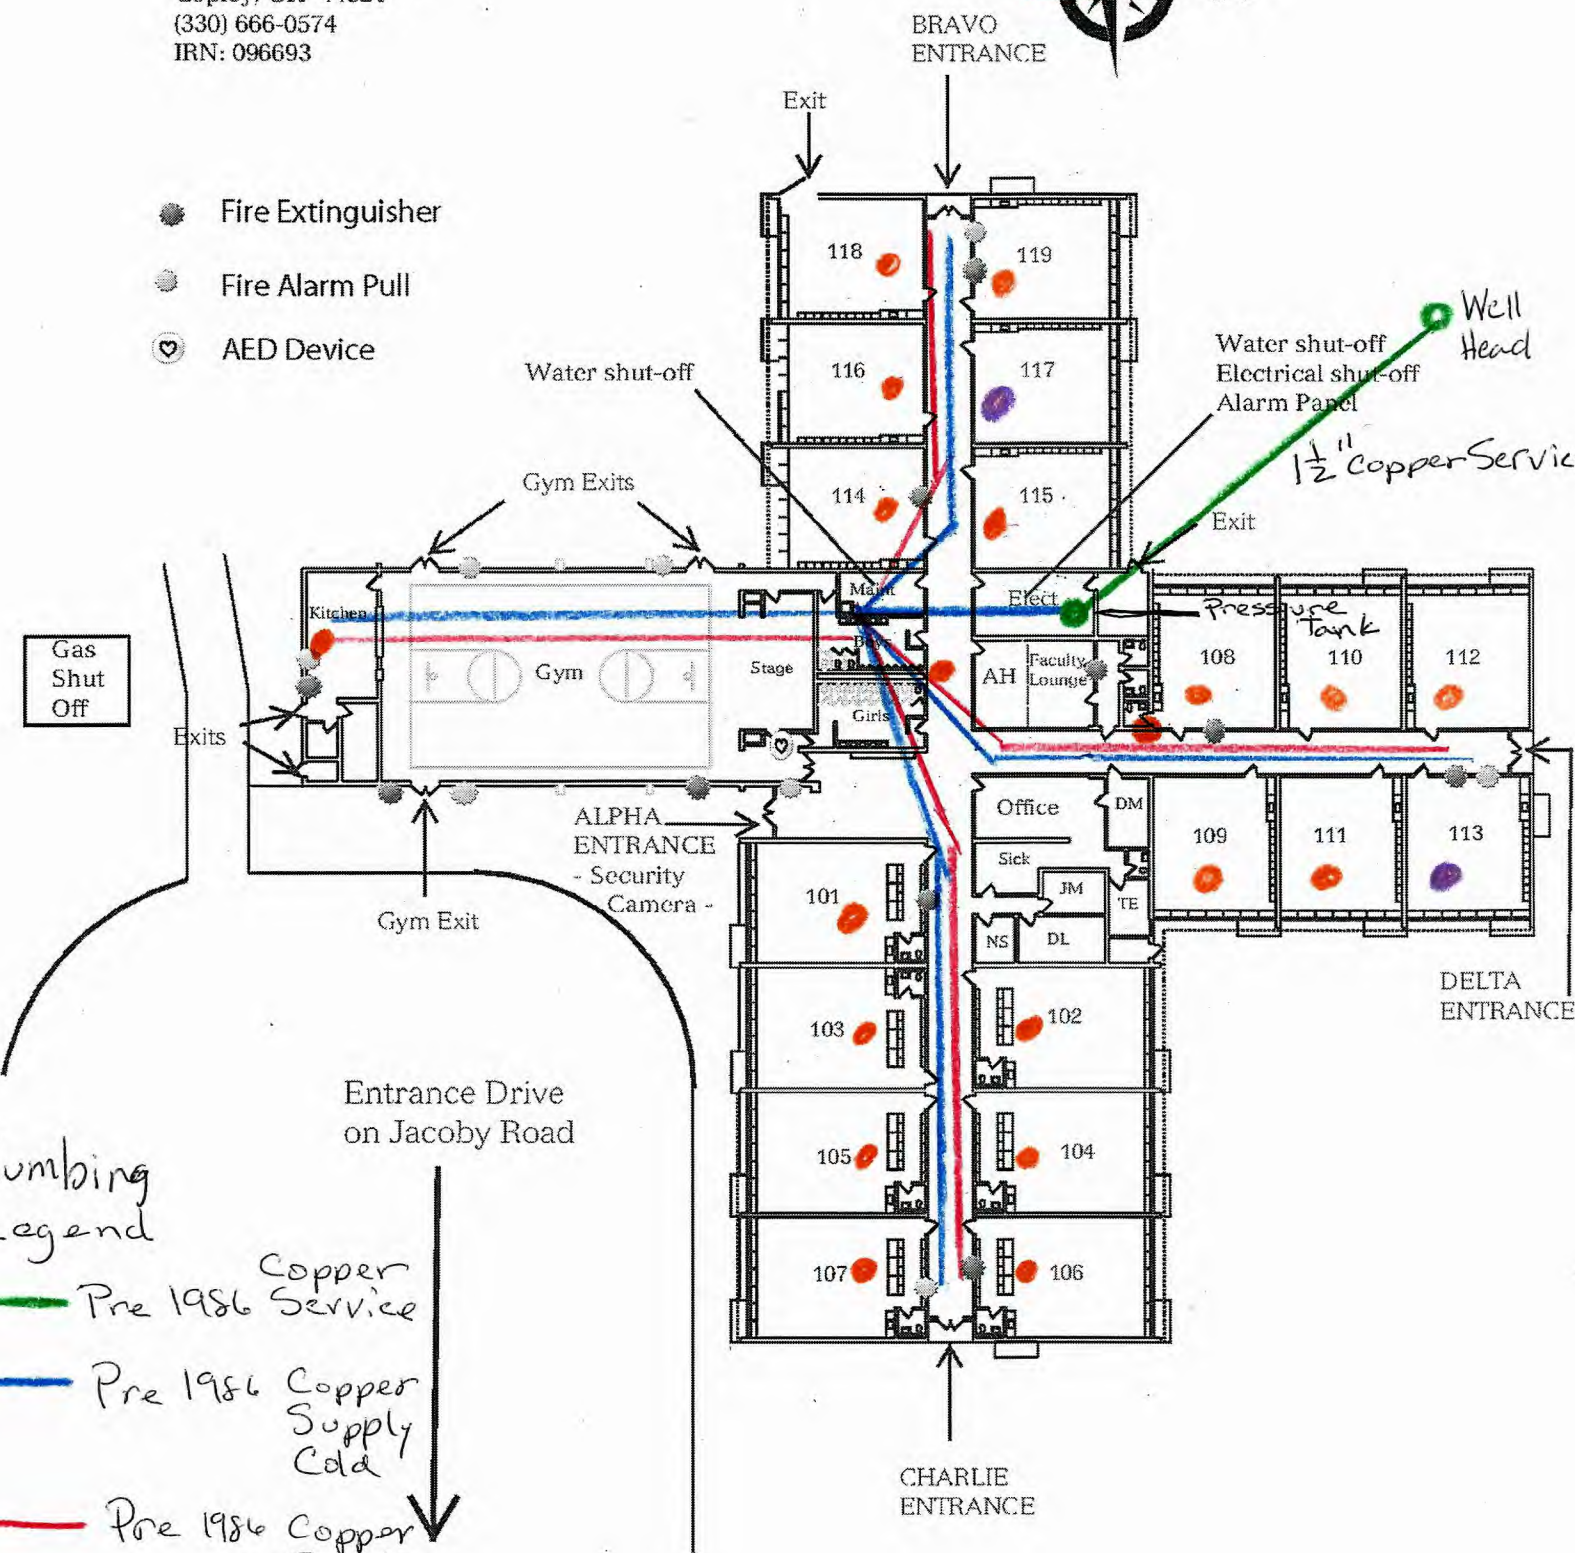 (330) 666-0574
IRN: 096693
BRAVO
ENTRANCE
Exit
Fire Extinguisher
Fire Alarm Pull
AED Device
118
119
Well
Head
Water shut-off
116
117
Water shut-off
Electrical shut-off
Alarm Panel
1 1/2" Copper Servic
Gym Exits
114
115
Exit
Kitchen
Maint
Elect
Pressure
Tank
Gas
Shut
Off
Gym
Stage
Boys
Girls
AH
Faculty
Lounge
108
110
112
Exits
ALPHA
ENTRANCE
- Security
Camera -
Office
DM
109
111
113
Sick
JM
TE
NS
DL
Gym Exit
101
DELTA
ENTRANCE
103
102
Entrance Drive
on Jacoby Road
105
104
107
106
umbing
Legend
Pre 1986 Copper
Service
Pre 1986 Copper
Supply
Cold
Pre 1986 Copper
CHARLIE
ENTRANCE